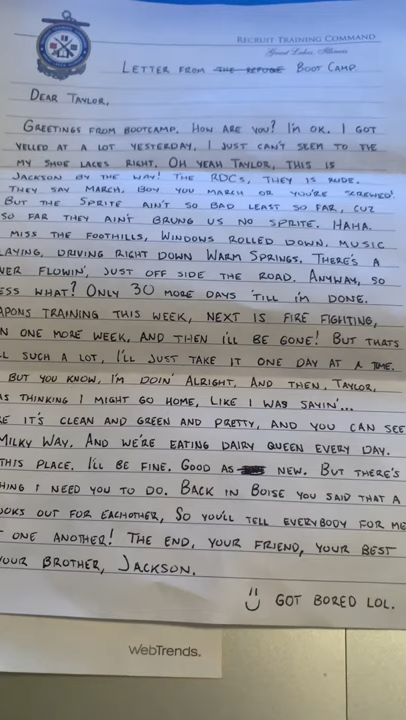 RECRUIT TRAINING COMMAND
Great Lakes, Illinois
LETTER FROM THE REFUGE BOOT CAMP
DEAR TAYLOR,
GREETINGS FROM BOOTCAMP. HOW ARE YOU? I'M OK. I GOT
YELLED AT A LOT YESTERDAY. I JUST CAN'T SEEM TO TIE
MY SHOE LACES RIGHT. OH YEAH TAYLOR, THIS IS
JACKSON BY THE WAY! THE RDCS, THEY IS RUDE.
THEY SAY MARCH, BOY YOU MARCH OR YOU'RE SCREWED!
BUT THE SPRITE AIN'T SO BAD LEAST SO FAR, CUZ
SO FAR THEY AIN'T BRUNG US NO SPRITE. HAHA.
MISS THE FOOTHILLS, WINDOWS ROLLED DOWN, MUSIC
LAYING, DRIVING RIGHT DOWN WARM SPRINGS. THERE'S A
VER FLOWIN', JUST OFF SIDE THE ROAD. ANYWAY, SO
ESS WHAT? ONLY 30 MORE DAYS 'TILL I'M DONE.
APONS TRAINING THIS WEEK, NEXT IS FIRE FIGHTING,
N ONE MORE WEEK, AND THEN I'LL BE GONE! BUT THATS
LL SUCH A LOT, I'LL JUST TAKE IT ONE DAY AT A TIME.
BUT YOU KNOW, I'M DOIN' ALRIGHT, AND THEN, TAYLOR,
AS THINKING I MIGHT GO HOME, LIKE I WAS SAYIN'...
RE IT'S CLEAN AND GREEN AND PRETTY, AND YOU CAN SEE
MILKY WAY. AND WE'RE EATING DAIRY QUEEN EVERY DAY.
THIS PLACE. I'LL BE FINE. GOOD AS NEW. BUT THERE'S
HING I NEED YOU TO DO. BACK IN BOISE YOU SAID THAT A
OOKS OUT FOR EACHOTHER, SO YOU'LL TELL EVERYBODY FOR ME
T ONE ANOTHER! THE END, YOUR FRIEND, YOUR BEST
YOUR BROTHER, JACKSON.
GOT BORED LOL.
WebTrends.